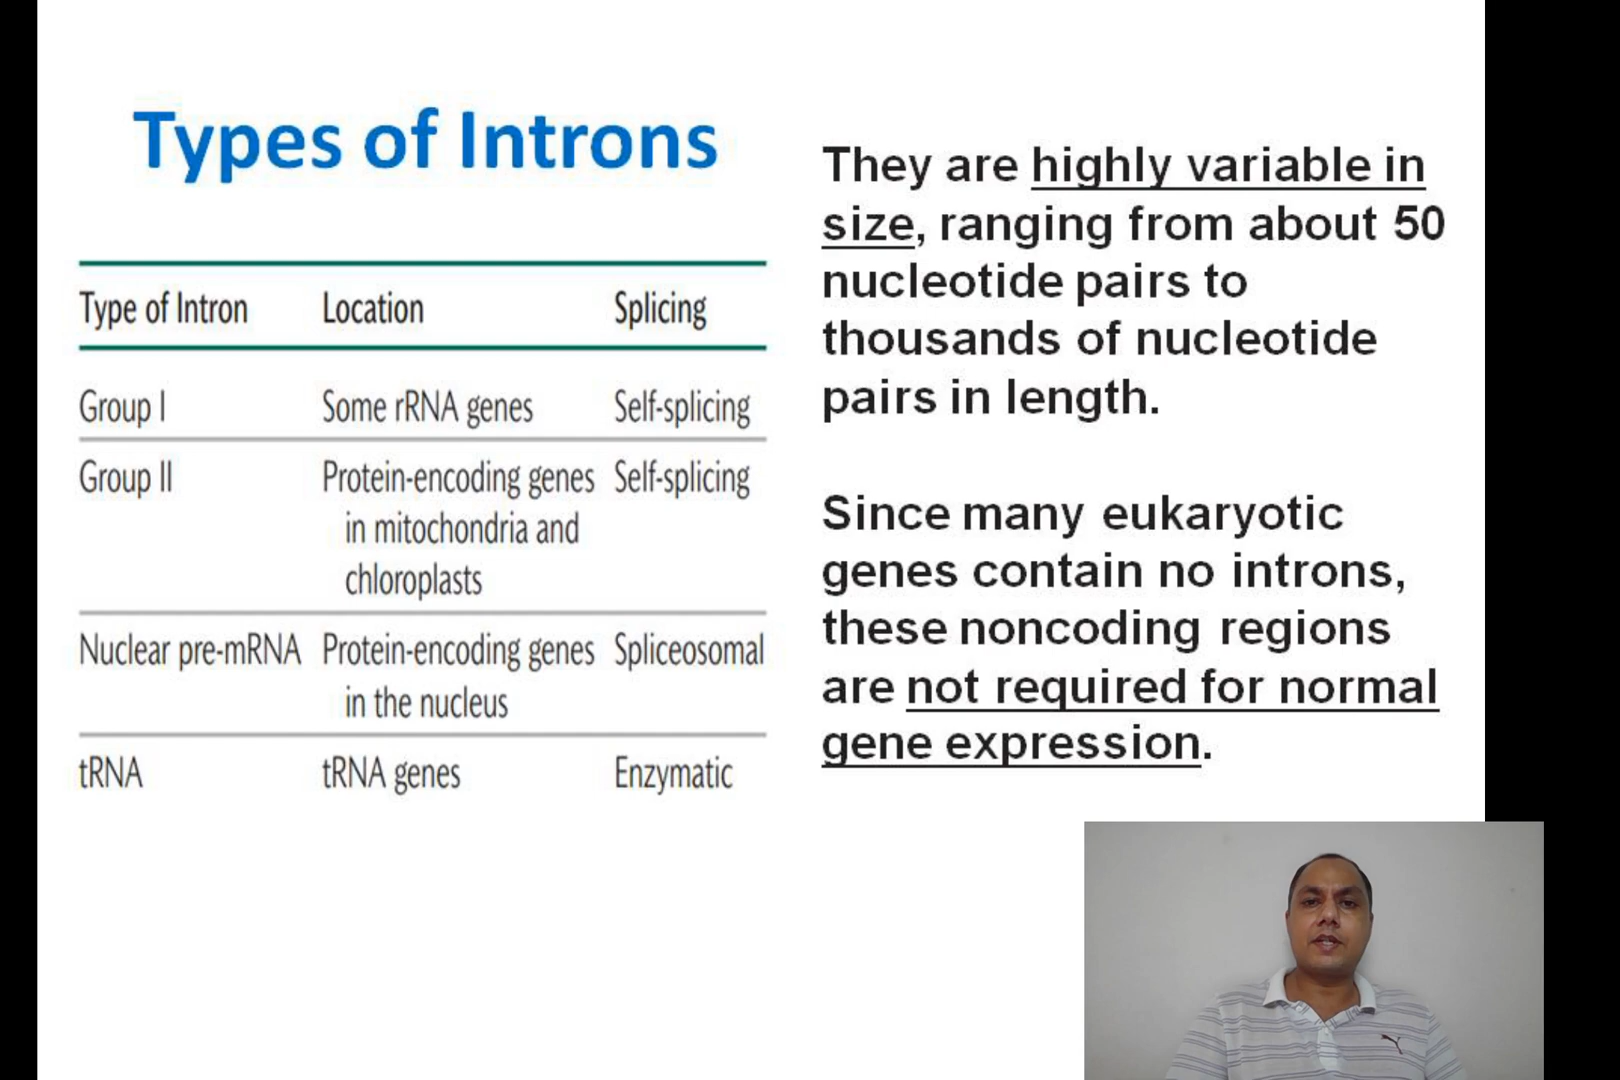 Types of Introns
Type of Intron Location Splicing
Group I Some rRNA genes Self-splicing
Group II Protein-encoding genes Self-splicing
in mitochondria and
chloroplasts
Nuclear pre-mRNA Protein-encoding genes Spliceosomal
in the nucleus
tRNA tRNA genes Enzymatic
They are highly variable in
size, ranging from about 50
nucleotide pairs to
thousands of nucleotide
pairs in length.
Since many eukaryotic
genes contain no introns,
these noncoding regions
are not required for normal
gene expression.